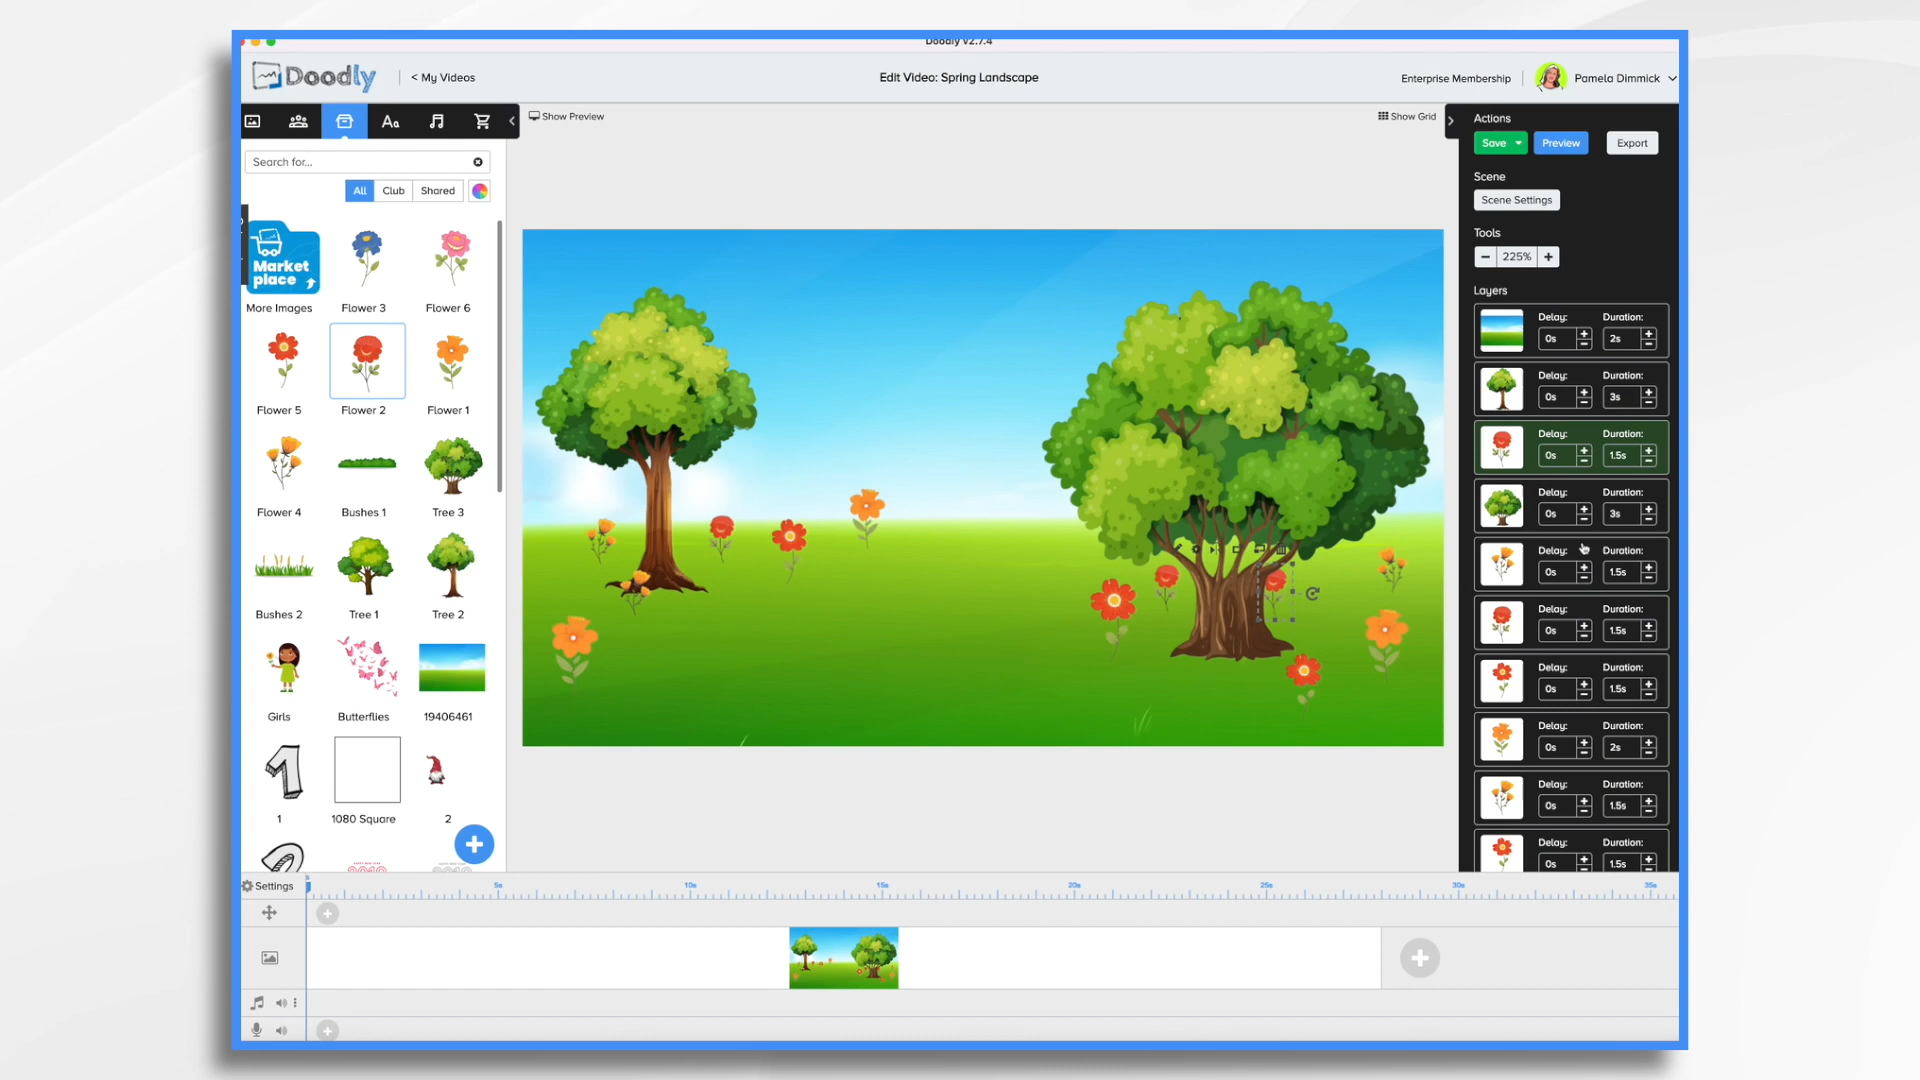 Doodly v2.7.4
Doodly
< My Videos
Edit Video: Spring Landscape
Enterprise Membership
Pamela Dimmick
Aa
Show Preview
Show Grid
Search for...
All
Club
Shared
Market
place
More Images
Flower 3
Flower 6
Flower 5
Flower 2
Flower 1
Flower 4
Bushes 1
Tree 3
Bushes 2
Tree 1
Tree 2
Girls
Butterflies
19406461
1
1080 Square
2
Actions
Save
Preview
Export
Scene
Scene Settings
Tools
225%
Layers
Delay: Duration:
0s 2s
Delay: Duration:
0s 3s
Delay: Duration:
0s 1.5s
Delay: Duration:
0s 3s
Delay: Duration:
0s 1.5s
Delay: Duration:
0s 1.5s
Delay: Duration:
0s 1.5s
Delay: Duration:
0s 2s
Delay: Duration:
0s 1.5s
Delay: Duration:
0s 1.5s
Settings
5s 10s 15s 20s 25s 30s 35s